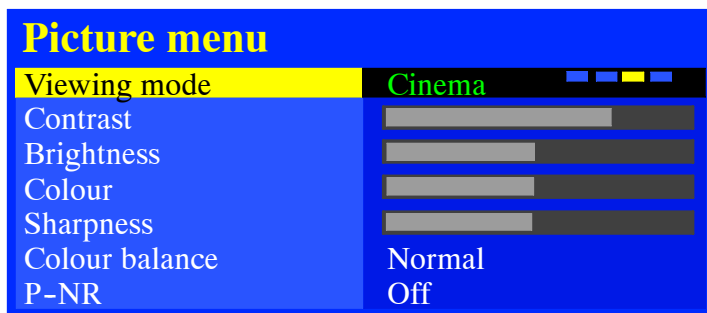 Picture menu
Viewing mode Cinema
Contrast
Brightness
Colour
Sharpness
Colour balance Normal
P-NR Off